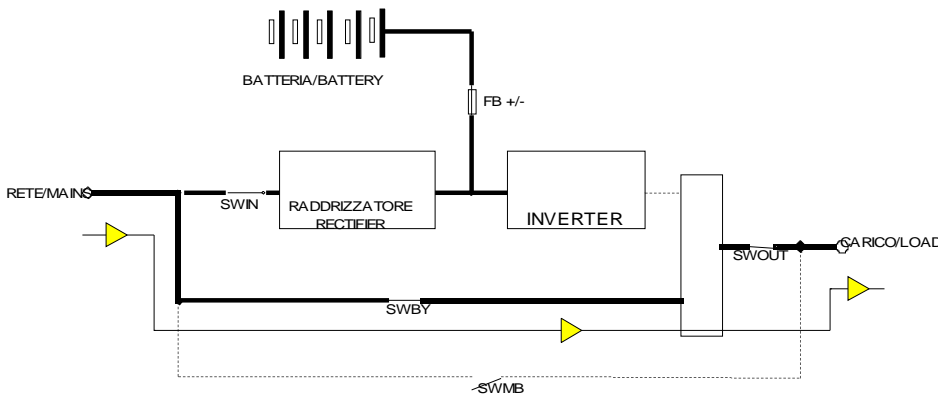 BATTERIA/BATTERY
FB +/-
RETE/MAINS
SWIN
RADDRIZZATORE
RECTIFIER
INVERTER
SWOUT
CARICO/LOAD
SWBY
SWMB